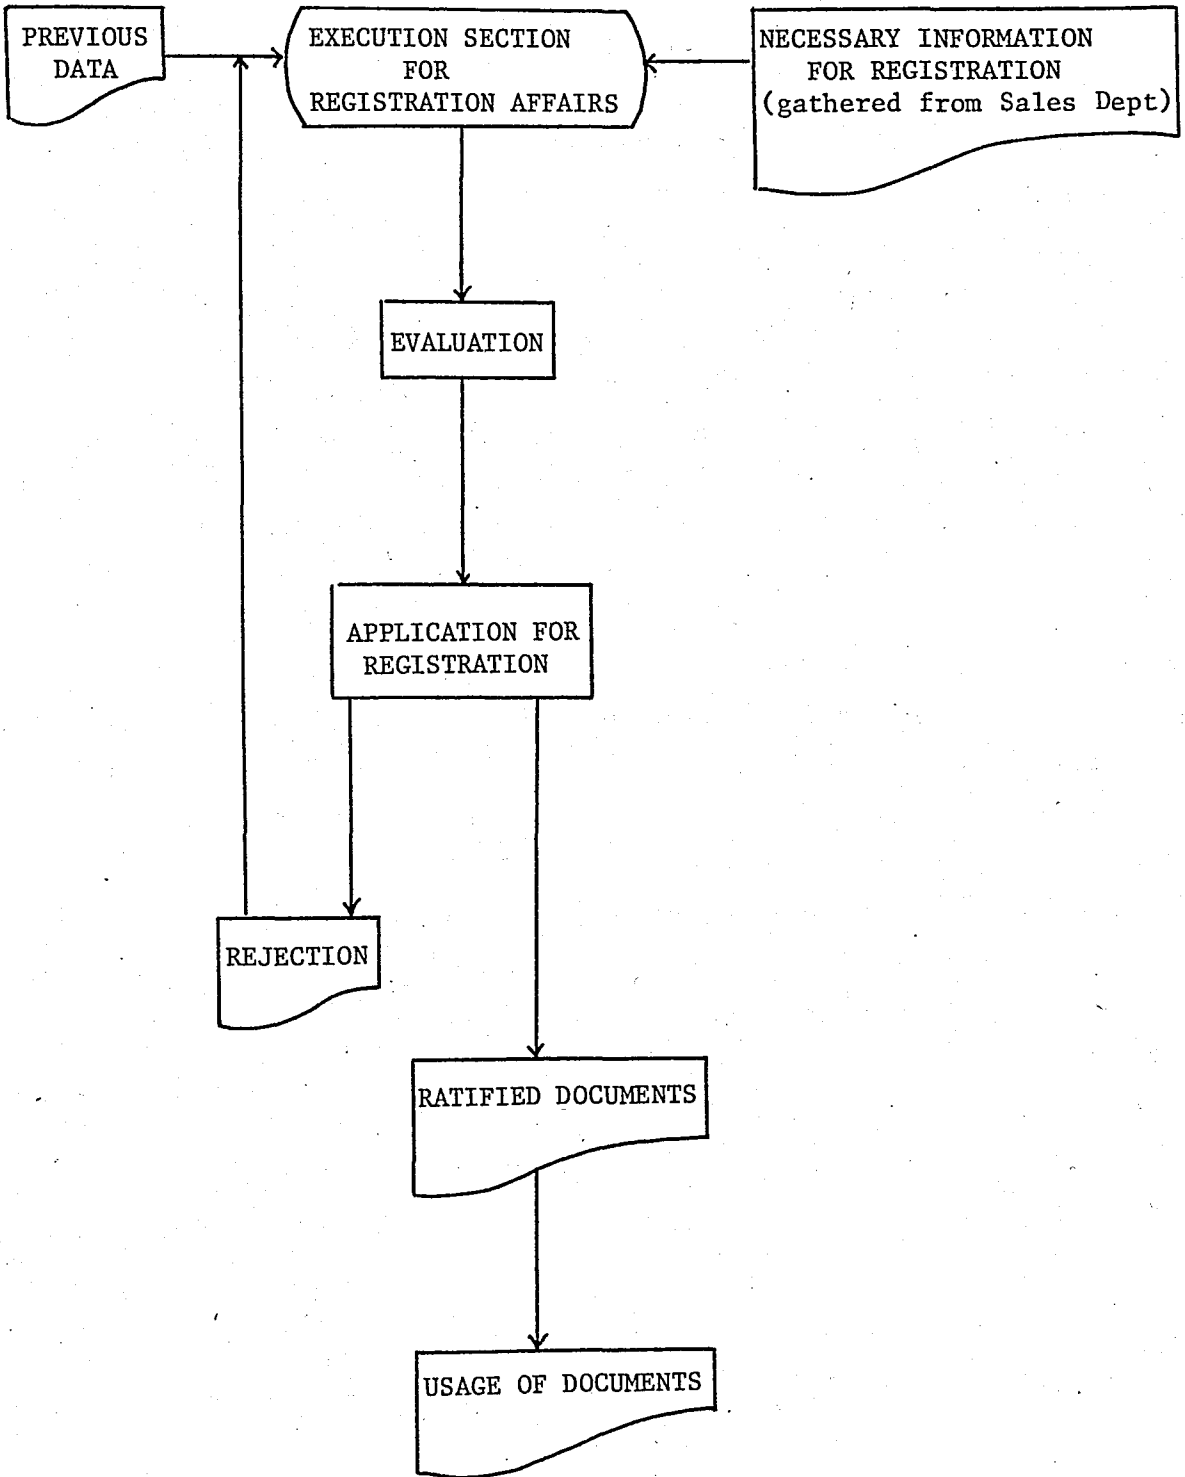 PREVIOUS
DATA
EXECUTION SECTION
FOR
REGISTRATION AFFAIRS
NECESSARY INFORMATION
FOR REGISTRATION
(gathered from Sales Dept)
EVALUATION
APPLICATION FOR
REGISTRATION
REJECTION
RATIFIED DOCUMENTS
USAGE OF DOCUMENTS